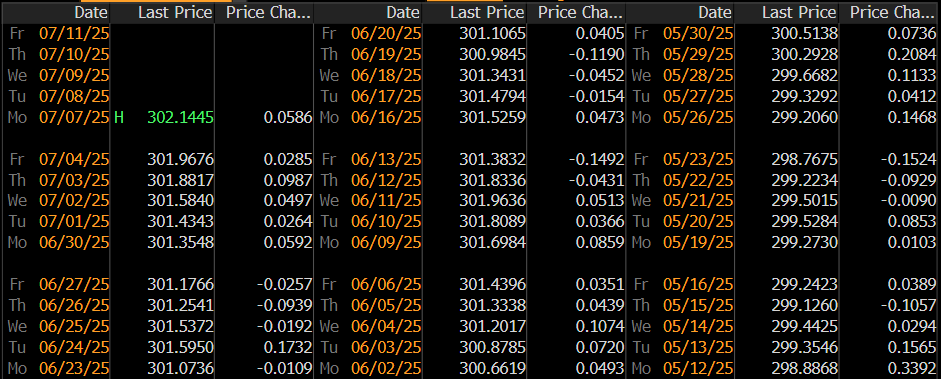 Date Last Price Price Cha... Date Last Price Price Cha... Date Last Price Price Cha...
Fr 07/11/25 Fr 06/20/25 301.1065 0.0405 Fr 05/30/25 300.5138 0.0736
Th 07/10/25 Th 06/19/25 300.9845 -0.1190 Th 05/29/25 300.2928 0.2084
We 07/09/25 We 06/18/25 301.3431 -0.0452 We 05/28/25 299.6682 0.1133
Tu 07/08/25 Tu 06/17/25 301.4794 -0.0154 Tu 05/27/25 299.3292 0.0412
Mo 07/07/25 H 302.1445 0.0586 Mo 06/16/25 301.5259 0.0473 Mo 05/26/25 299.2060 0.1468
Fr 07/04/25 301.9676 0.0285 Fr 06/13/25 301.3832 -0.1492 Fr 05/23/25 298.7675 -0.1524
Th 07/03/25 301.8817 0.0987 Th 06/12/25 301.8336 -0.0431 Th 05/22/25 299.2234 -0.0929
We 07/02/25 301.5840 0.0497 We 06/11/25 301.9636 0.0513 We 05/21/25 299.5015 -0.0090
Tu 07/01/25 301.4343 0.0264 Tu 06/10/25 301.8089 0.0366 Tu 05/20/25 299.5284 0.0853
Mo 06/30/25 301.3548 0.0592 Mo 06/09/25 301.6984 0.0859 Mo 05/19/25 299.2730 0.0103
Fr 06/27/25 301.1766 -0.0257 Fr 06/06/25 301.4396 0.0351 Fr 05/16/25 299.2423 0.0389
Th 06/26/25 301.2541 -0.0939 Th 06/05/25 301.3338 0.0439 Th 05/15/25 299.1260 -0.1057
We 06/25/25 301.5372 -0.0192 We 06/04/25 301.2017 0.1074 We 05/14/25 299.4425 0.0294
Tu 06/24/25 301.5950 0.1732 Tu 06/03/25 300.8785 0.0720 Tu 05/13/25 299.3546 0.1565
Mo 06/23/25 301.0736 -0.0109 Mo 06/02/25 300.6619 0.0493 Mo 05/12/25 298.8868 0.3392